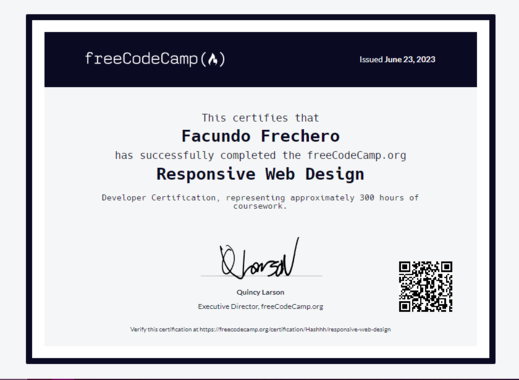 freeCodeCamp
Issued June 23, 2023
This certifies that
Facundo Frechero
has successfully completed the freeCodeCamp.org
Responsive Web Design
Developer Certification, representing approximately 300 hours of
coursework.
Quincy Larson
Executive Director, freeCodeCamp.org
Verify this certification at https://freecodecamp.org/certification/Hashhh/responsive-web-design